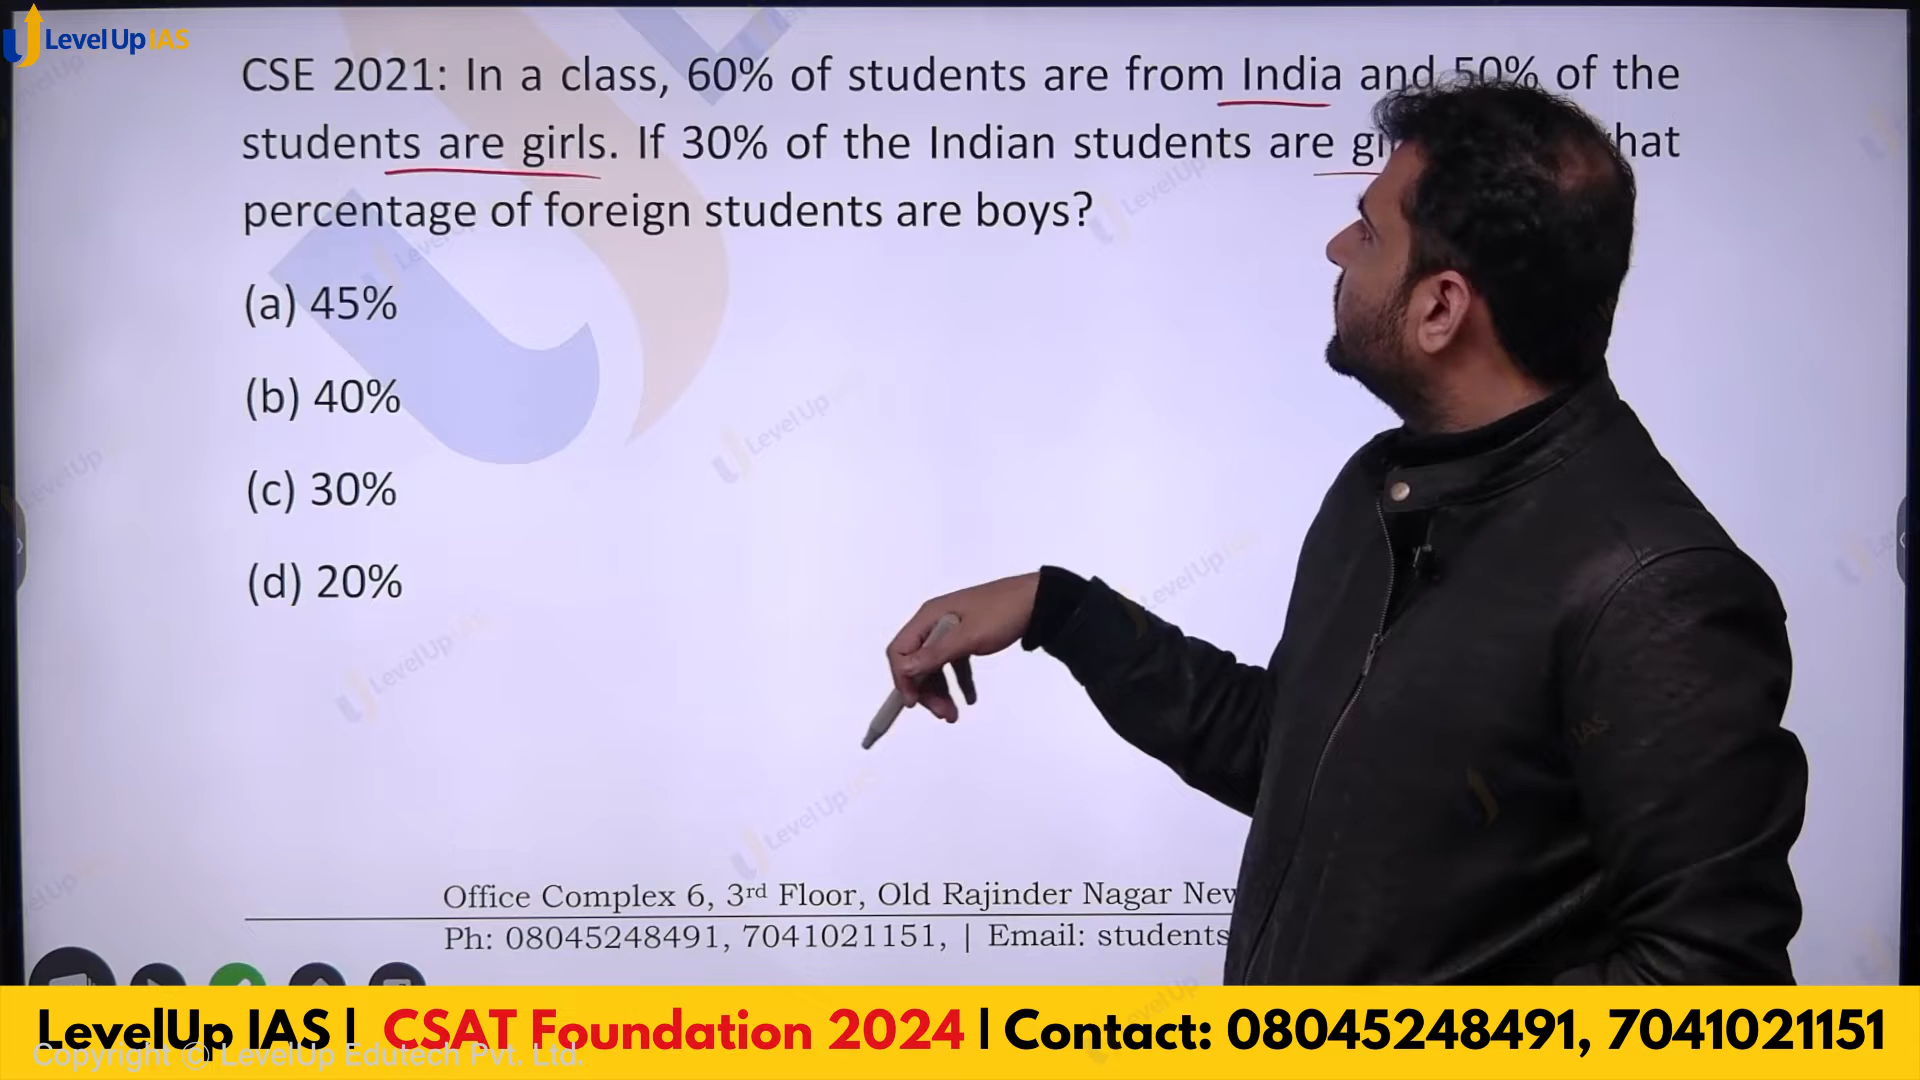 LevelUp IAS
CSE 2021: In a class, 60% of students are from India and 50% of the
students are girls. If 30% of the Indian students are hat
percentage of foreign students are boys?
(a) 45%
(b) 40%
(c) 30%
(d) 20%
Office Complex 6, 3rd Floor, Old Rajinder Nagar
Ph: 08045248491, 7041021151, | Email: students
LevelUp IAS | CSAT Foundation 2024 | Contact: 08045248491, 7041021151
Copyright © LevelUp Edutech Pvt. Ltd.